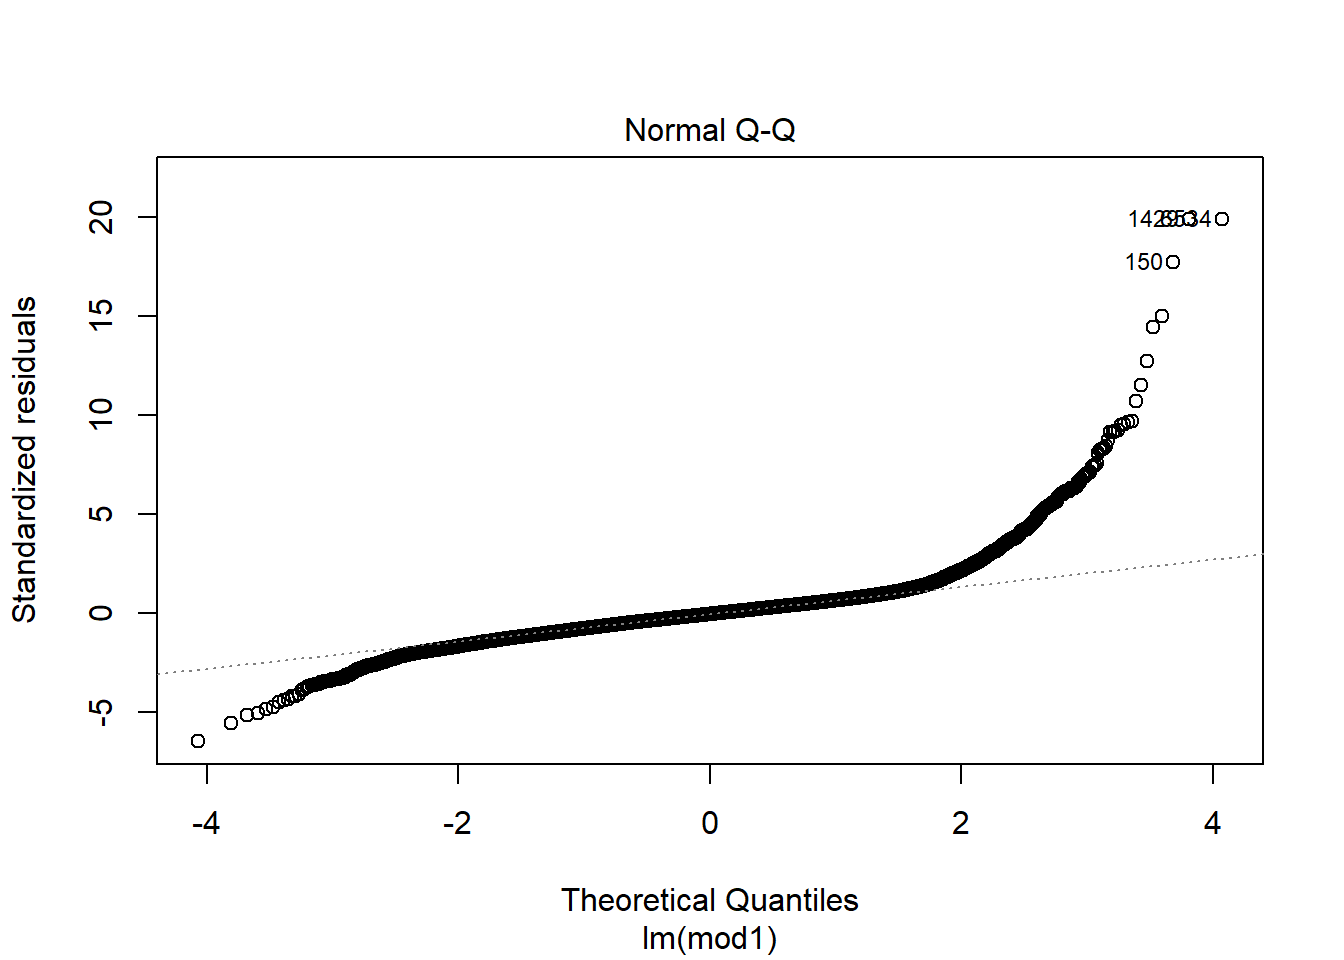 Normal Q-Q
Standardized residuals
20
15
10
5
0
-5
150
-4 -2 0 2 4
Theoretical Quantiles
lm(mod1)